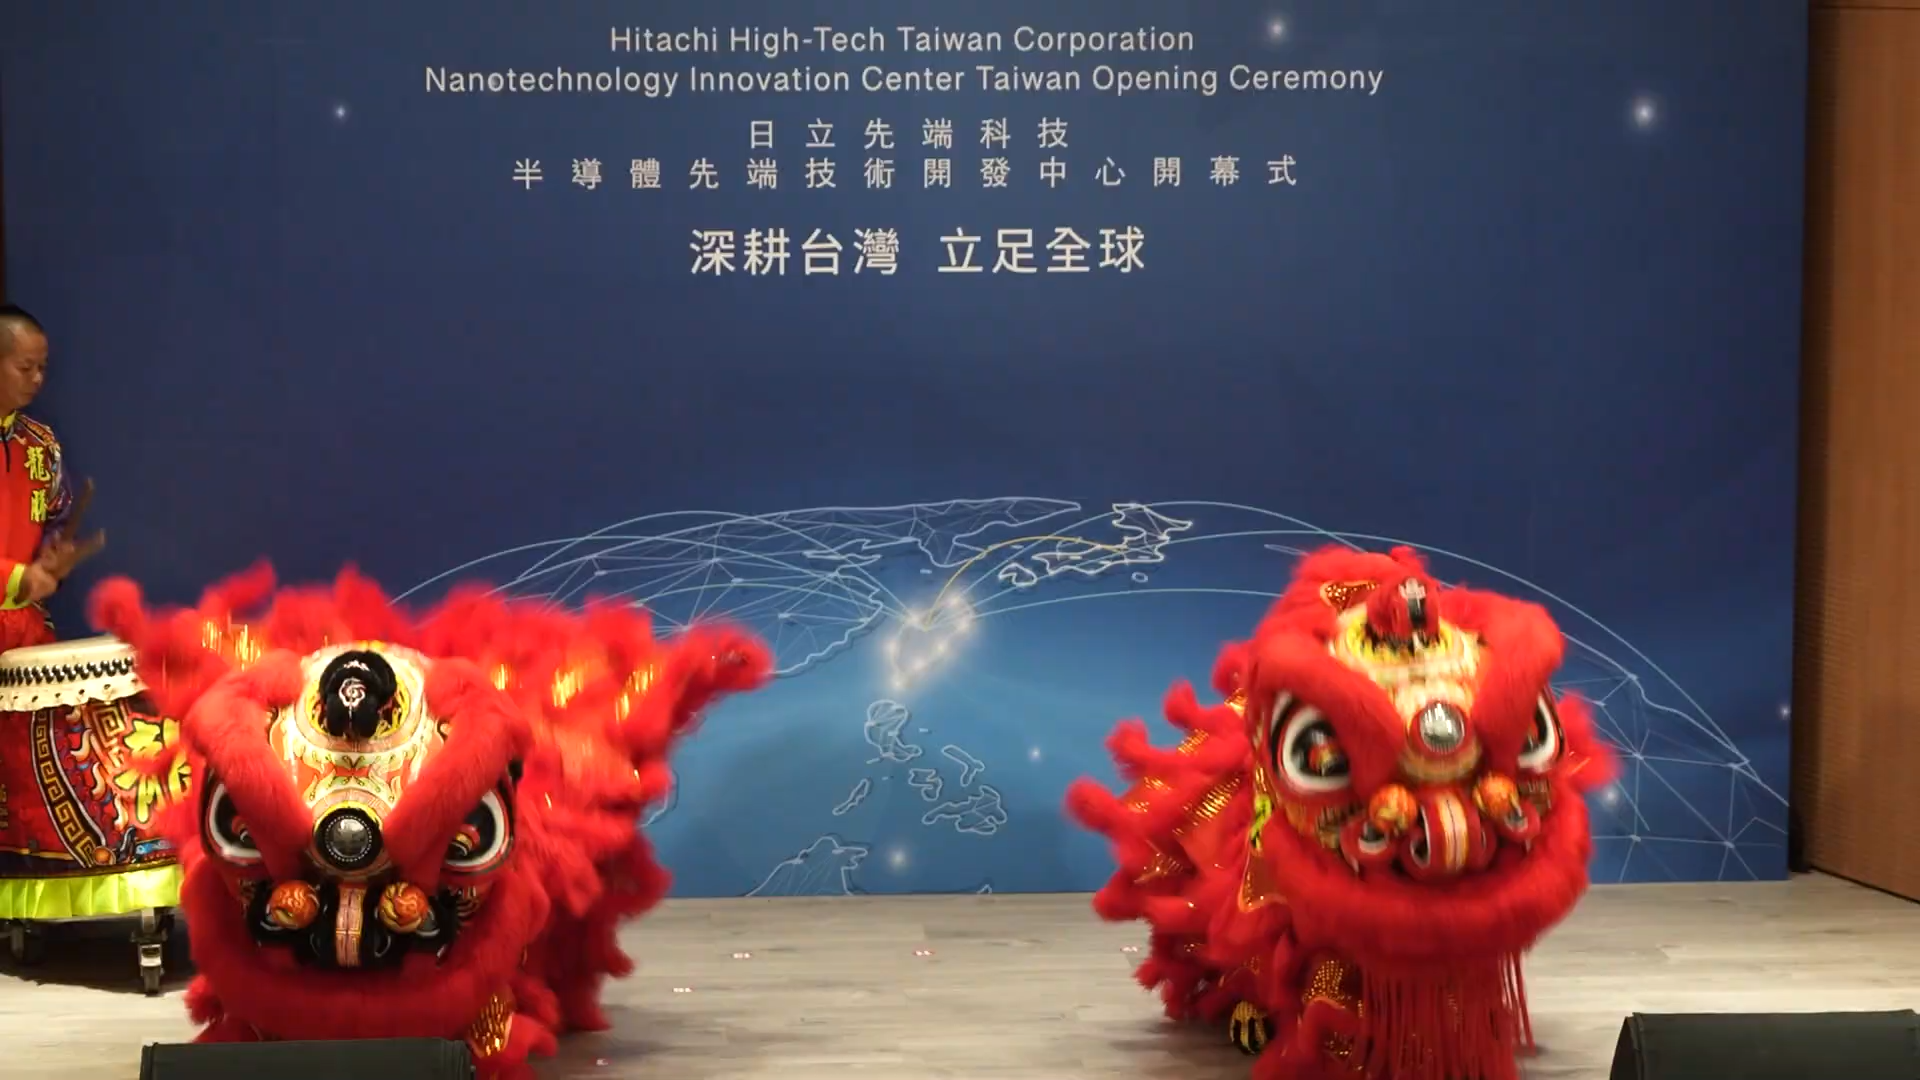 Hitachi High-Tech Taiwan Corporation
Nanotechnology Innovation Center Taiwan Opening Ceremony
日立先端科技
半導體先端技術開發中心開幕式
深耕台灣 立足全球
龍